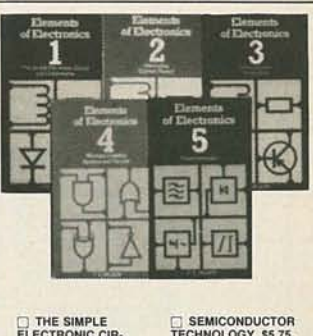 Elements
of Electronics
1
Elements
of Electronics
2
Elements
of Electronics
3
Elements
of Electronics
4
Elements
of Electronics
5
☐ THE SIMPLE
ELECTRONIC CIR-
☐ SEMICONDUCTOR
TECHNOLOGY. $5.75.